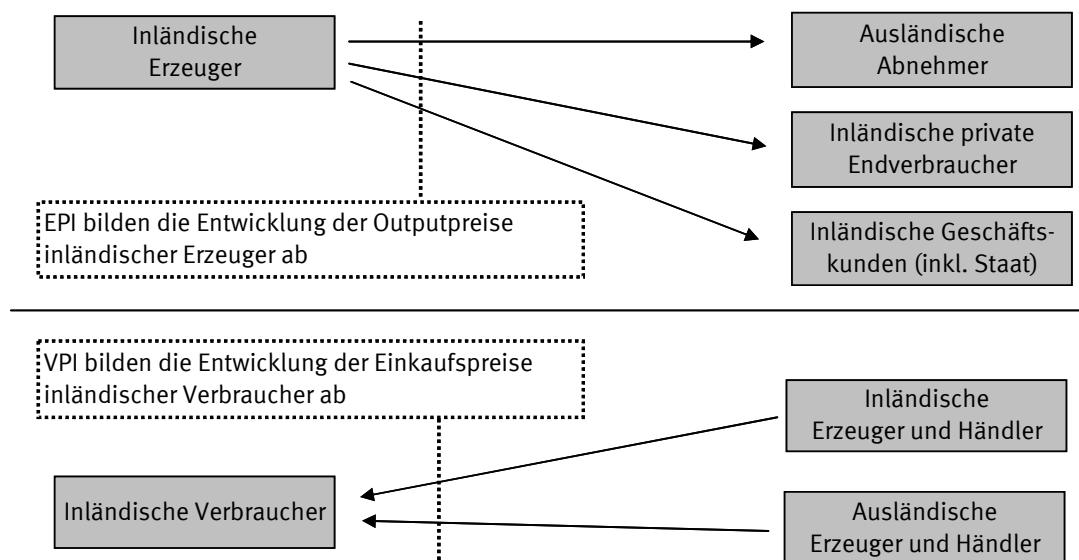 Inländische
Erzeuger
Ausländische
Abnehmer
Inländische private
Endverbraucher
EPI bilden die Entwicklung der Outputpreise
inländischer Erzeuger ab
Inländische Geschäfts-
kunden (inkl. Staat)
VPI bilden die Entwicklung der Einkaufspreise
inländischer Verbraucher ab
Inländische
Erzeuger und Händler
Inländische Verbraucher
Ausländische
Erzeuger und Händler